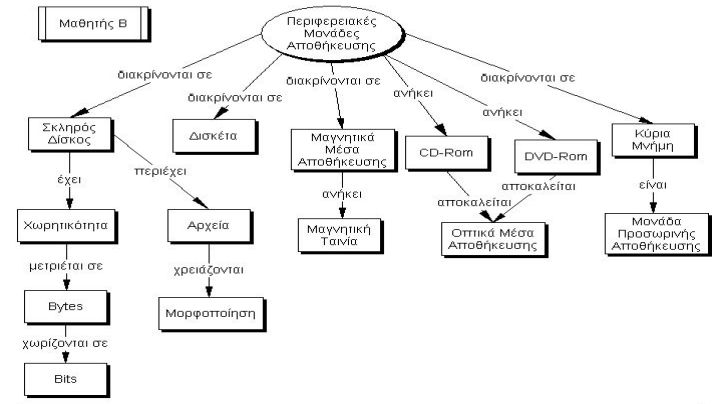 Μαθητής Β
Περιφερειακές
Μονάδες
Αποθήκευσης
διακρίνονται σε
διακρίνονται σε
διακρίνονται σε
ανήκει
ανήκει
διακρίνονται σε
Σκληρός
Δίσκος
Δισκέτα
Μαγνητικά
Μέσα
Αποθήκευσης
CD-Rom
DVD-Rom
Κύρια
Μνήμη
έχει
περιέχει
ανήκει
αποκαλείται
αποκαλείται
είναι
Χωρητικότητα
Αρχεία
Μαγνητική
Ταινία
Οπτικά Μέσα
Αποθήκευσης
Μονάδα
Προσωρινής
Αποθήκευσης
μετριέται σε
χρειάζονται
Bytes
Μορφοποίηση
χωρίζονται σε
Bits